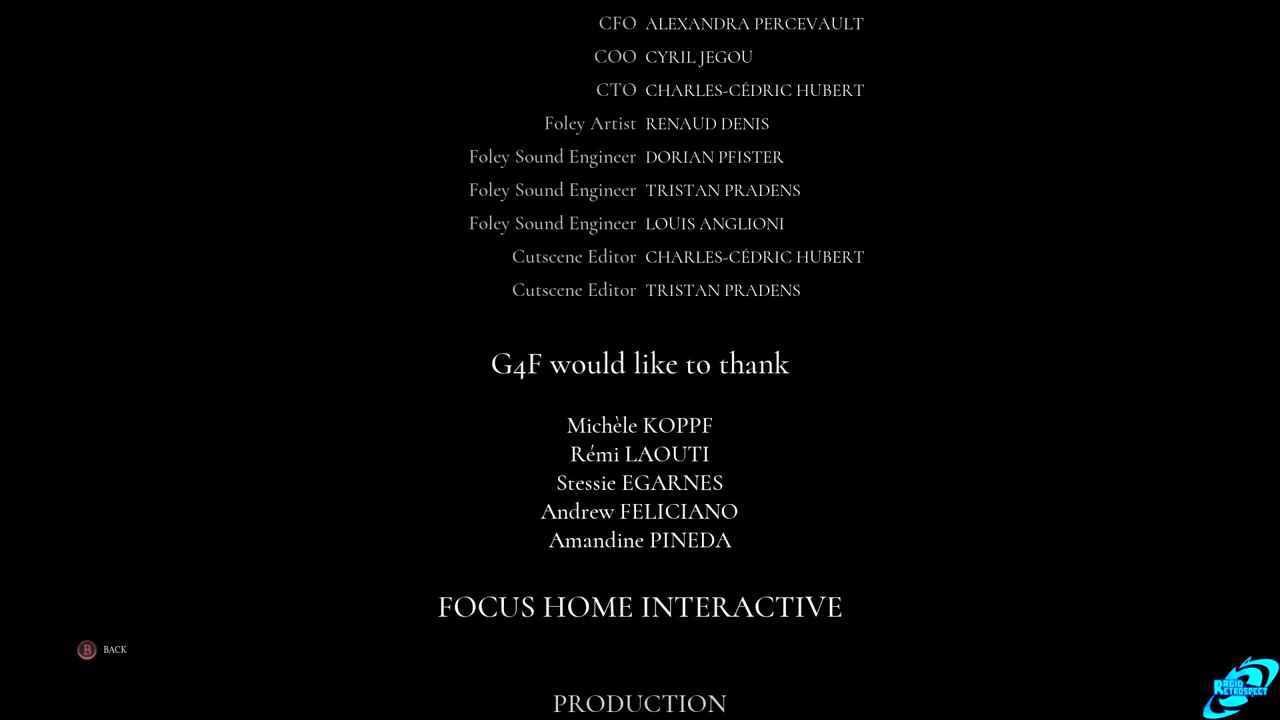 CFO ALEXANDRA PERCEVAULT
COO CYRIL JEGOU
CTO CHARLES-CÉDRIC HUBERT
Foley Artist RENAUD DENIS
Foley Sound Engineer DORIAN PFISTER
Foley Sound Engineer TRISTAN PRADENS
Foley Sound Engineer LOUIS ANGLIONI
Cutscene Editor CHARLES-CÉDRIC HUBERT
Cutscene Editor TRISTAN PRADENS
G4F would like to thank
Michèle KOPPF
Rémi LAOUTI
Stessie EGARNES
Andrew FELICIANO
Amandine PINEDA
FOCUS HOME INTERACTIVE
B BACK
RETROSPECT
PRODUCTION